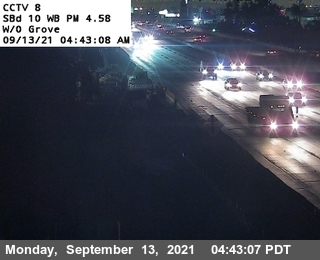 CCTV 8
SBd 10 WB PM 4.58
W/O Grove
09/13/21 04:43:08 AM
Monday, September 13, 2021 04:43:07 PDT